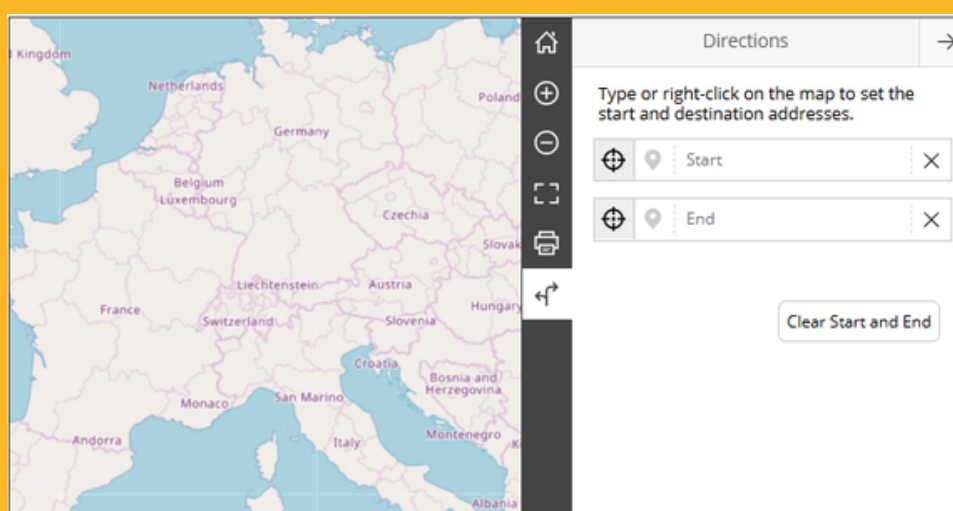 Kingdom
Netherlands
Poland
Germany
Belgium
Luxembourg
Czechia
Slovak
Liechtenstein
Austria
France
Switzerland
Hungary
Slovenia
Croatia
Bosnia and
Herzegovina
Monaco
San Marino
Andorra
Italy
Montenegro
K
Albania
Directions
Type or right-click on the map to set the
start and destination addresses.
Start
End
Clear Start and End